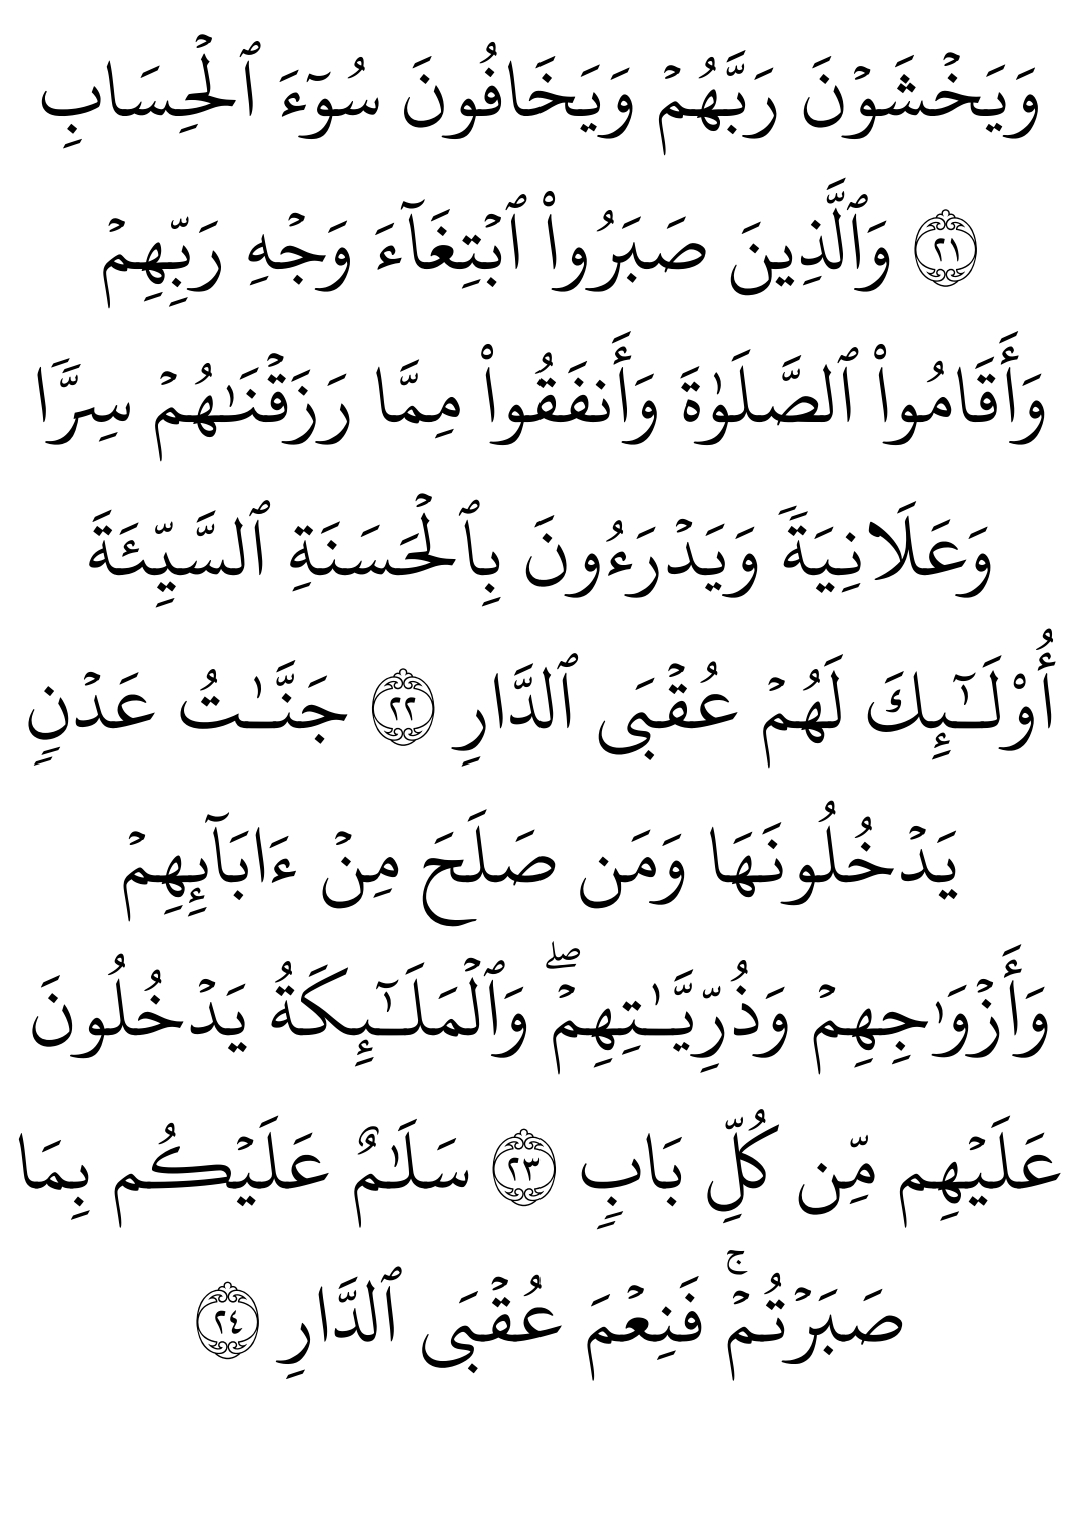 وَيَخْشَوْنَ رَبَّهُمْ وَيَخَافُونَ سُوٓءَ ٱلْحِسَابِ
٢١ وَٱلَّذِينَ صَبَرُوا۟ ٱبْتِغَآءَ وَجْهِ رَبِّهِمْ
وَأَقَامُوا۟ ٱلصَّلَوٰةَ وَأَنفَقُوا۟ مِمَّا رَزَقْنَـٰهُمْ سِرًّا
وَعَلَانِيَةً وَيَدْرَءُونَ بِٱلْحَسَنَةِ ٱلسَّيِّئَةَ
أُو۟لَـٰٓئِكَ لَهُمْ عُقْبَى ٱلدَّارِ ٢٢ جَنَّـٰتُ عَدْنٍ
يَدْخُلُونَهَا وَمَن صَلَحَ مِنْ ءَابَآئِهِمْ
وَأَزْوَٰجِهِمْ وَذُرِّيَّـٰتِهِمْ ۖ وَٱلْمَلَـٰٓئِكَةُ يَدْخُلُونَ
عَلَيْهِم مِّن كُلِّ بَابٍ ٢٣ سَلَـٰمٌ عَلَيْكُم بِمَا
صَبَرْتُمْ ۚ فَنِعْمَ عُقْبَى ٱلدَّارِ ٢٤